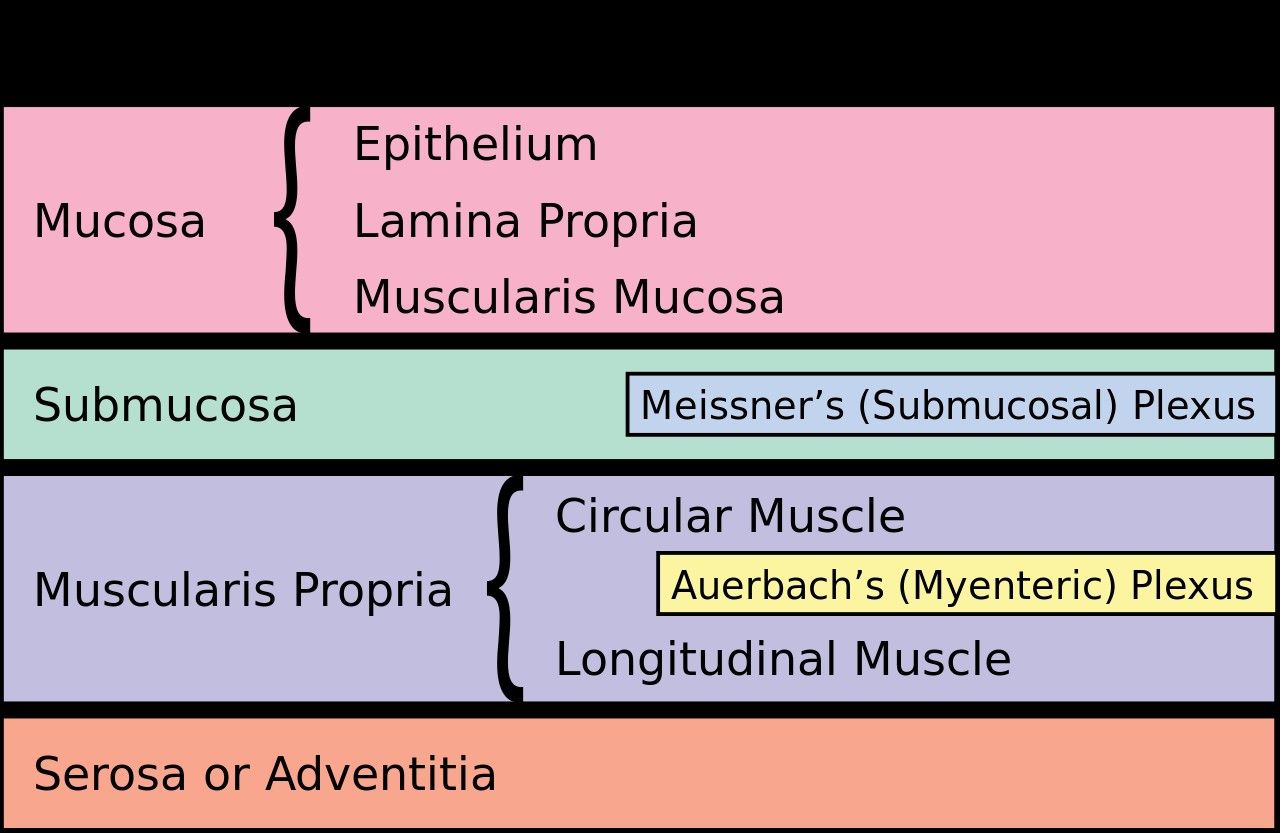 Mucosa
Epithelium
Lamina Propria
Muscularis Mucosa
Submucosa
Meissner’s (Submucosal) Plexus
Muscularis Propria
Circular Muscle
Auerbach’s (Myenteric) Plexus
Longitudinal Muscle
Serosa or Adventitia